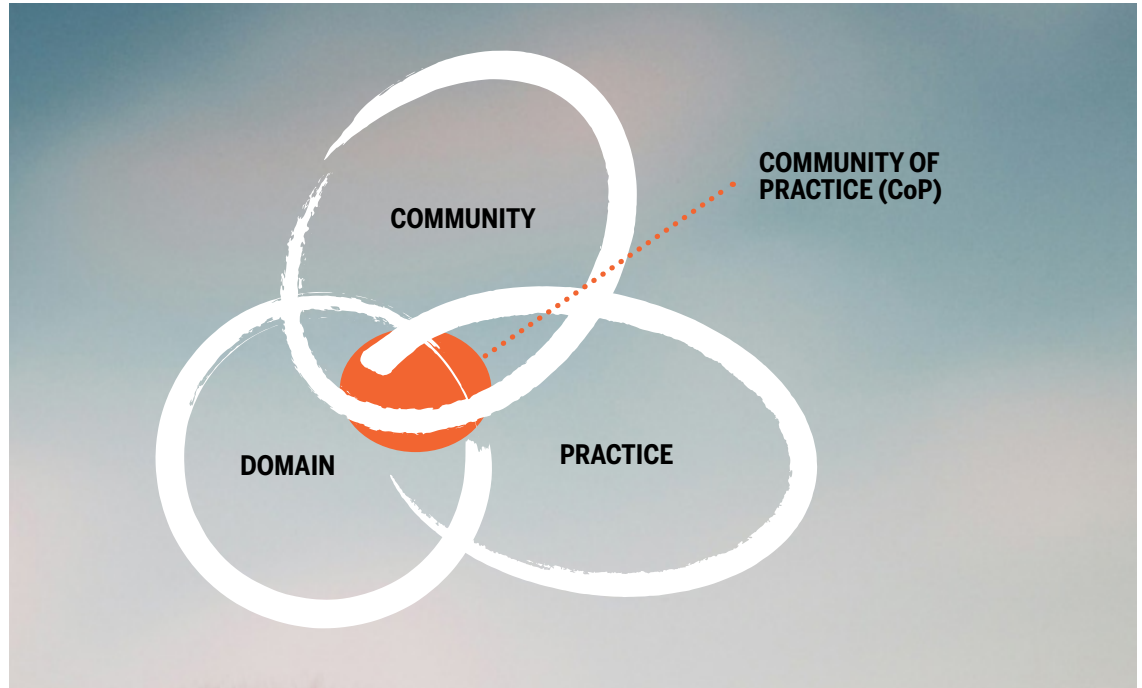 COMMUNITY OF
PRACTICE (CoP)
COMMUNITY
DOMAIN
PRACTICE